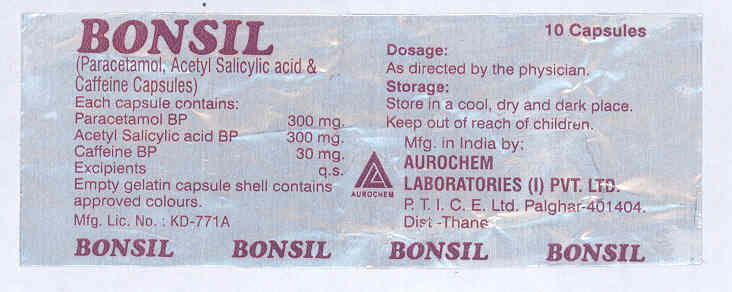 BONSIL
(Paracetamol, Acetyl Salicylic acid &
Caffeine Capsules)
Each capsule contains:
Paracetamol BP 300 mg.
Acetyl Salicylic acid BP 300 mg.
Caffeine BP 30 mg.
Excipients q.s.
Empty gelatin capsule shell contains
approved colours.
Mfg. Lic. No. : KD-771A
10 Capsules
Dosage:
As directed by the physician.
Storage:
Store in a cool, dry and dark place.
Keep out of reach of children.
AUROCHEM
Mfg. in India by:
AUROCHEM
LABORATORIES (I) PVT. LTD.
P. T. I. C. E. Ltd. Palghar-401404.
Dist -Thane
BONSIL BONSIL BONSIL BONSIL